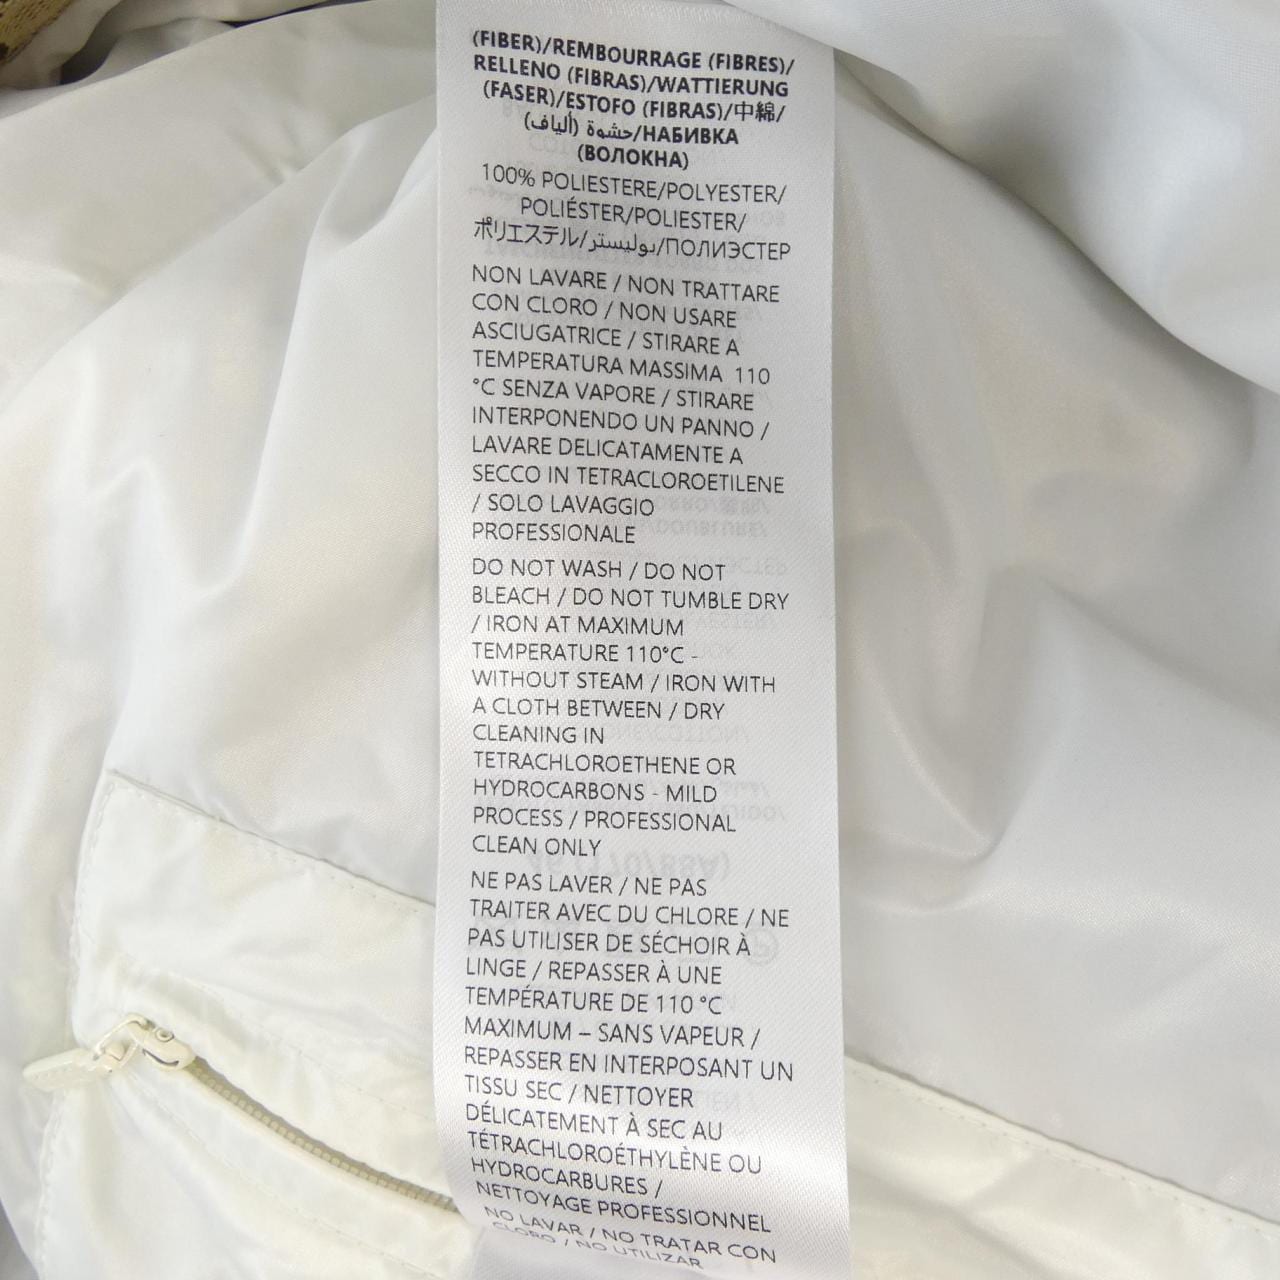 (FIBER)/REMBOURRAGE (FIBRES)/
RELLENO (FIBRAS)/WATTIERUNG
(FASER)/ESTOFO (FIBRAS)/中綿/
حشوة (ألياف)/НАБИВКА
(ВОЛОКНА)
100% POLIESTERE/POLYESTER/
POLIÉSTER/POLIESTER/
ポリエステル/بوليستر/ПОЛИЭСТЕР
NON LAVARE / NON TRATTARE
CON CLORO / NON USARE
ASCIUGATRICE / STIRARE A
TEMPERATURA MASSIMA 110
°C SENZA VAPORE / STIRARE
INTERPONENDO UN PANNO /
LAVARE DELICATAMENTE A
SECCO IN TETRACLOROETILENE
/ SOLO LAVAGGIO
PROFESSIONALE
DO NOT WASH / DO NOT
BLEACH / DO NOT TUMBLE DRY
/ IRON AT MAXIMUM
TEMPERATURE 110°C -
WITHOUT STEAM / IRON WITH
A CLOTH BETWEEN / DRY
CLEANING IN
TETRACHLOROETHENE OR
HYDROCARBONS - MILD
PROCESS / PROFESSIONAL
CLEAN ONLY
NE PAS LAVER / NE PAS
TRAITER AVEC DU CHLORE / NE
PAS UTILISER DE SÉCHOIR À
LINGE / REPASSER À UNE
TEMPÉRATURE DE 110 °C
MAXIMUM – SANS VAPEUR /
REPASSER EN INTERPOSANT UN
TISSU SEC / NETTOYER
DÉLICATEMENT À SEC AU
TÉTRACHLOROÉTHYLÈNE OU
HYDROCARBURES /
NETTOYAGE PROFESSIONNEL
NO LAVAR / NO TRATAR CON
CLORO / NO UTILIZAR